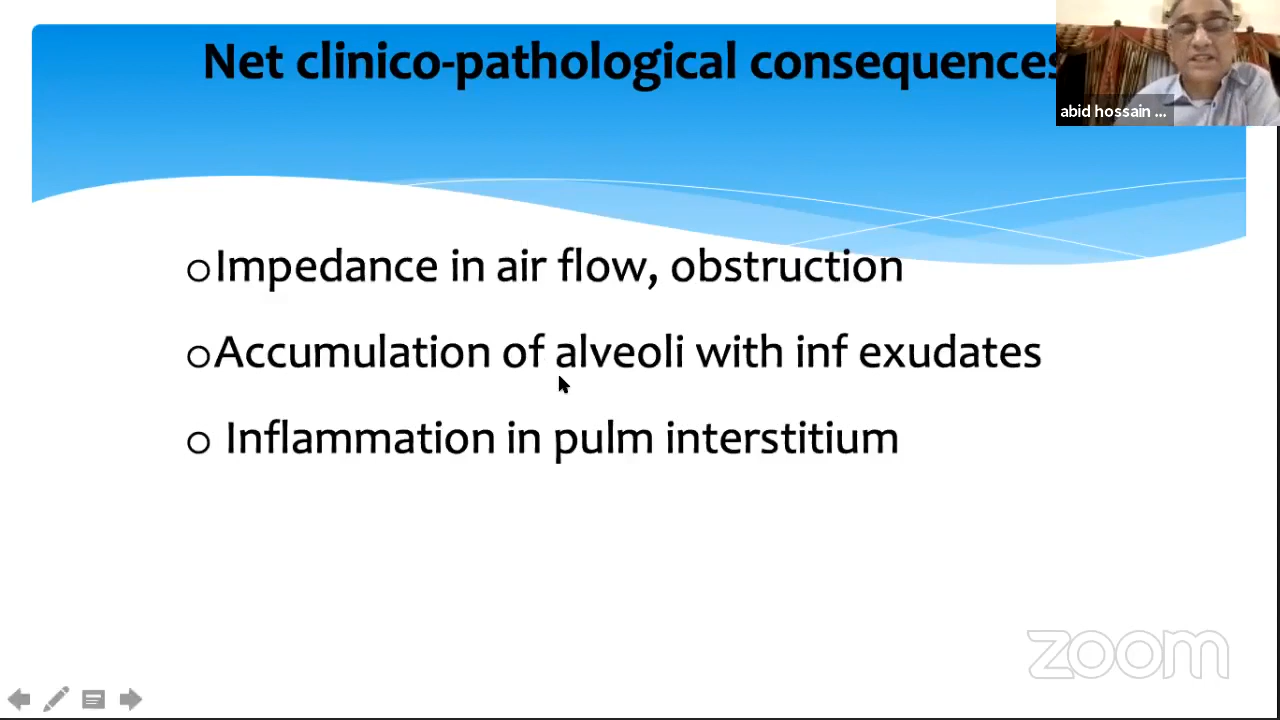 Net clinico-pathological consequences
abid hossain ...
oImpedance in air flow, obstruction
oAccumulation of alveoli with inf exudates
o Inflammation in pulm interstitium
zoom